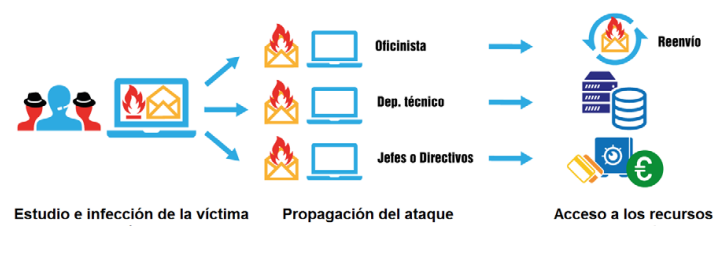 Oficinista
Reenvío
Dep. técnico
Jefes o Directivos
€
Estudio e infección de la víctima
Propagación del ataque
Acceso a los recursos